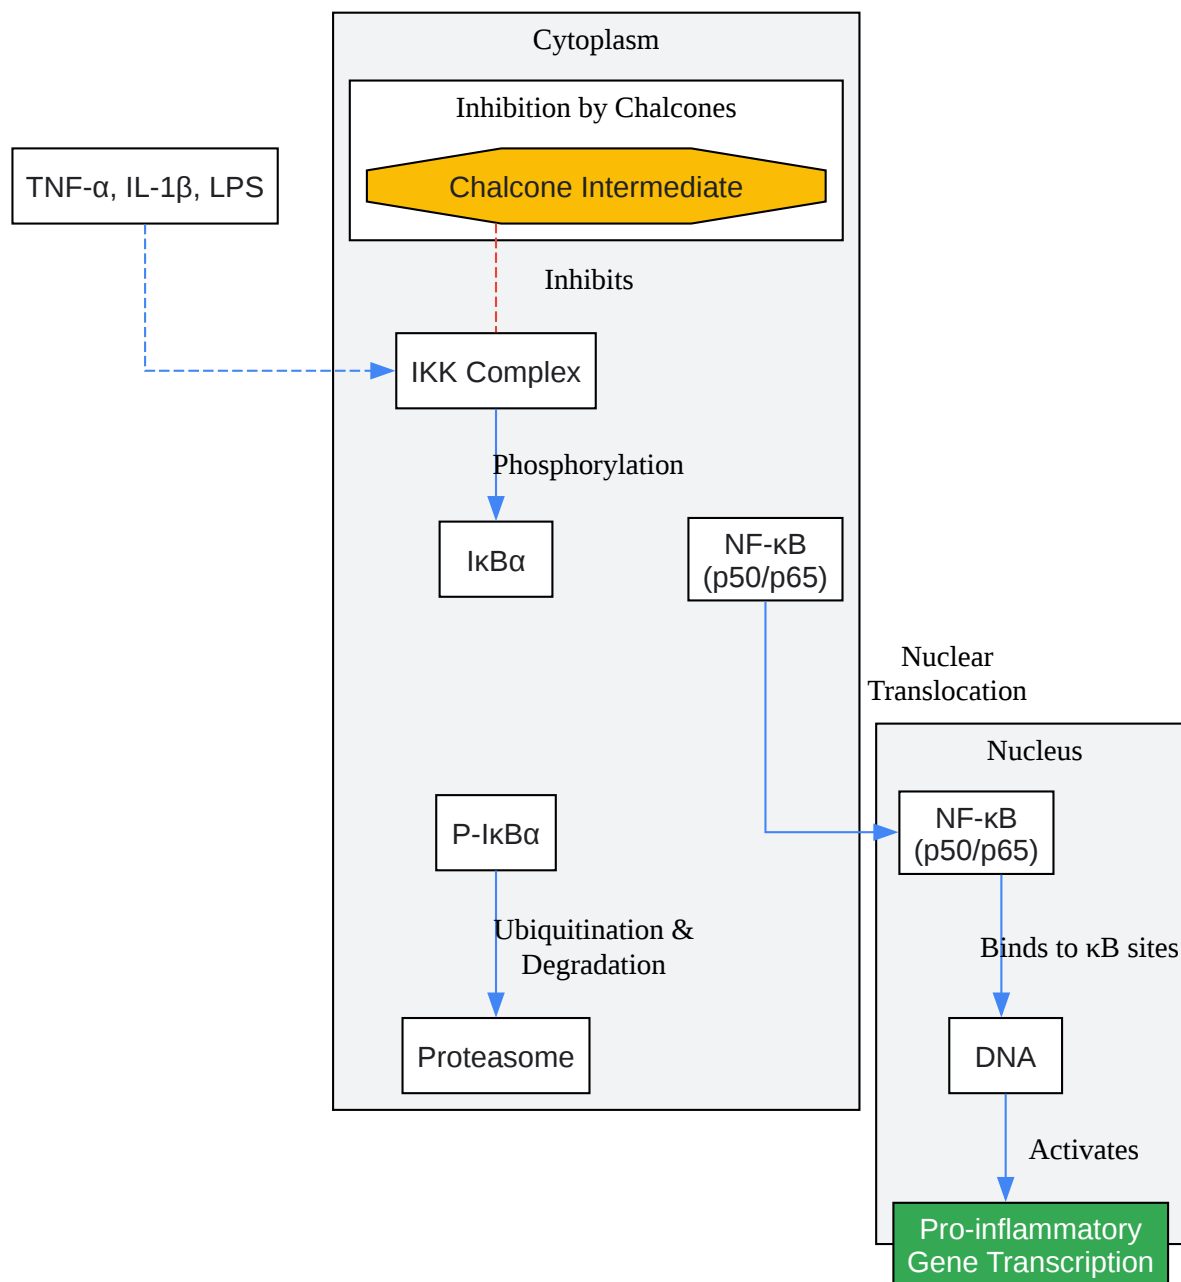 Cytoplasm
Inhibition by Chalcones
Chalcone Intermediate
TNF-α, IL-1β, LPS
Inhibits
IKK Complex
Phosphorylation
IκBα
NF-κB
(p50/p65)
Nuclear
Translocation
Nucleus
P-IκBα
NF-κB
(p50/p65)
Ubiquitination &
Degradation
Binds to κB sites
Proteasome
DNA
Activates
Pro-inflammatory
Gene Transcription